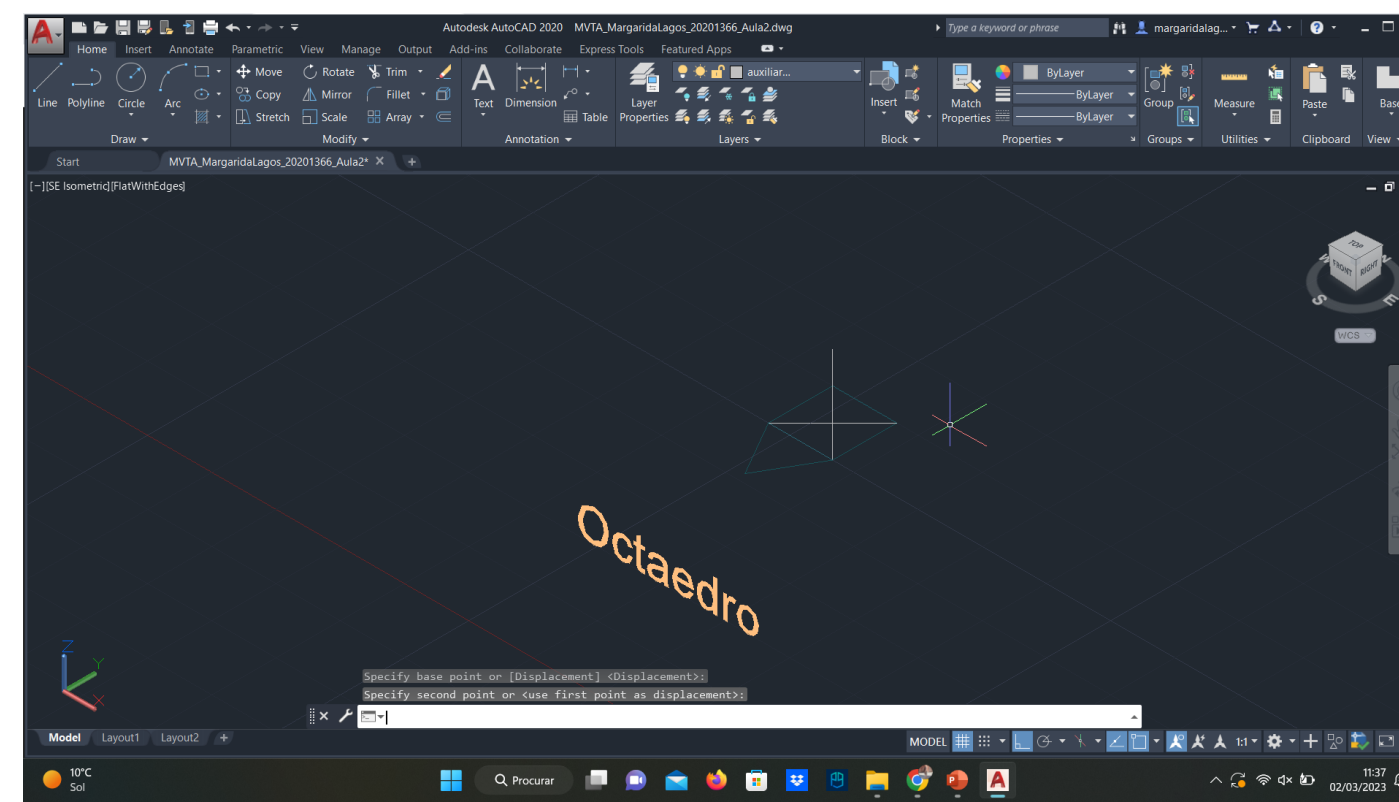 Autodesk AutoCAD 2020 MVTA_MargaridaLagos_20201366_Aula2.dwg
Type a keyword or phrase
margaridalag...
Home Insert Annotate Parametric View Manage Output Add-ins Collaborate Express Tools Featured Apps
Move Rotate Trim auxiliar... ByLayer
Line Polyline Circle Arc Copy Mirror Fillet Text Dimension Layer Properties Insert Match Properties ByLayer Group Measure Paste Base
Stretch Scale Array Table ByLayer
Draw Modify Annotation Layers Block Properties Groups Utilities Clipboard View
Start MVTA_MargaridaLagos_20201366_Aula2* +
[−][SE Isometric][FlatWithEdges]
TOP
FRONT RIGHT
S E
WCS
Octaedro
Z
Y
X
Specify base point or [Displacement] <Displacement>:
Specify second point or <use first point as displacement>:
Model Layout1 Layout2 +
MODEL 1:1
10°C
Sol
Procurar
11:37
02/03/2023